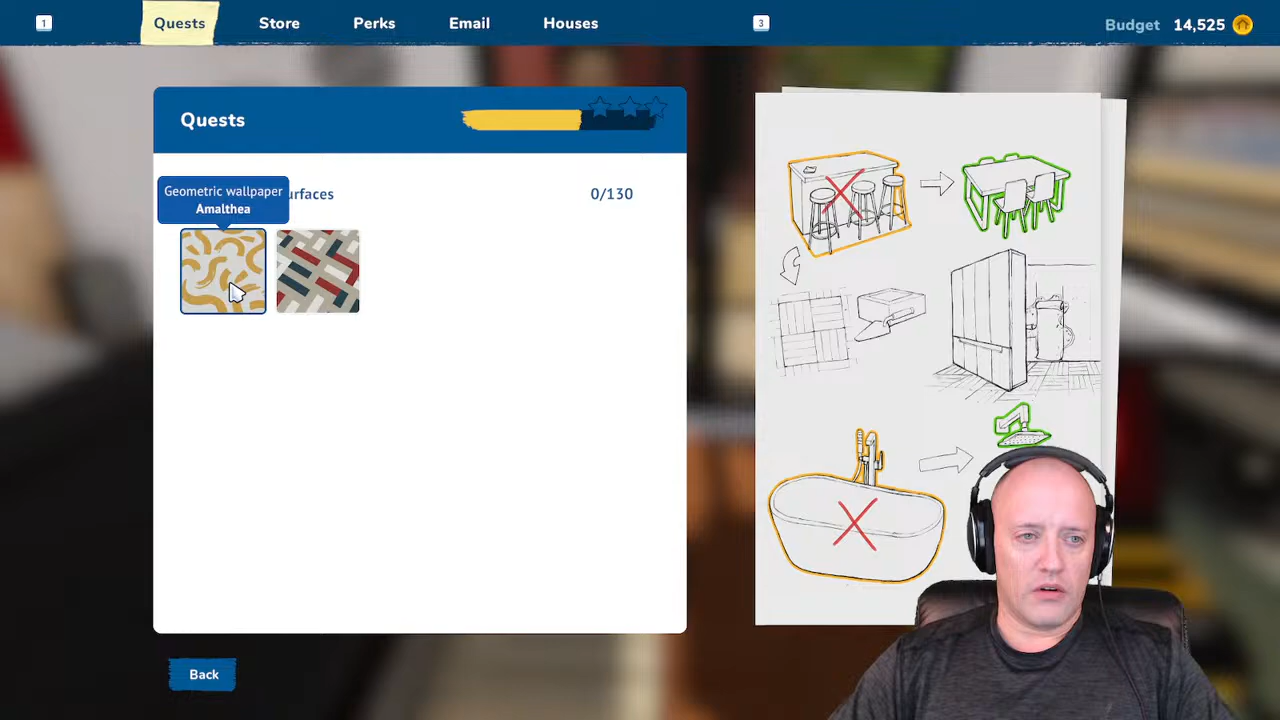 1
Quests
Store
Perks
Email
Houses
3
Budget 14,525
Quests
Geometric wallpaper
Amalthea
urfaces
0/130
Back